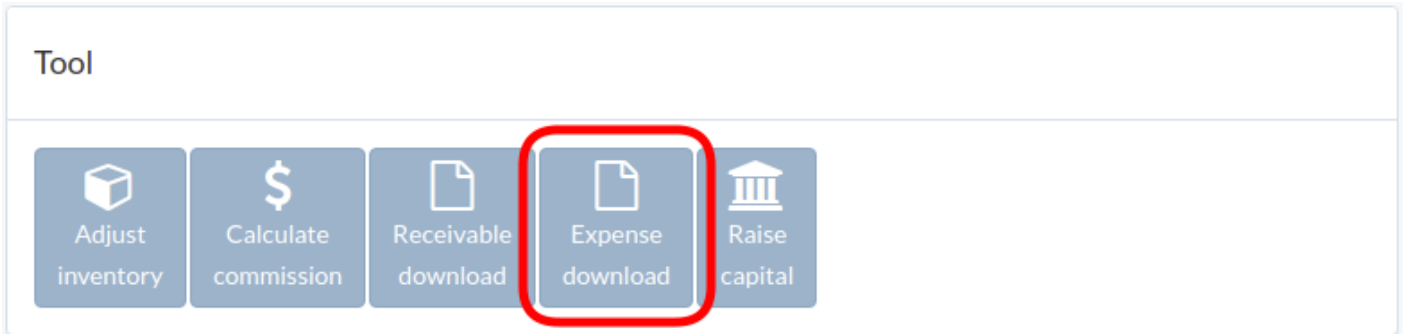 Tool
Adjust
inventory
$
Calculate
commission
Receivable
download
Expense
download
Raise
capital